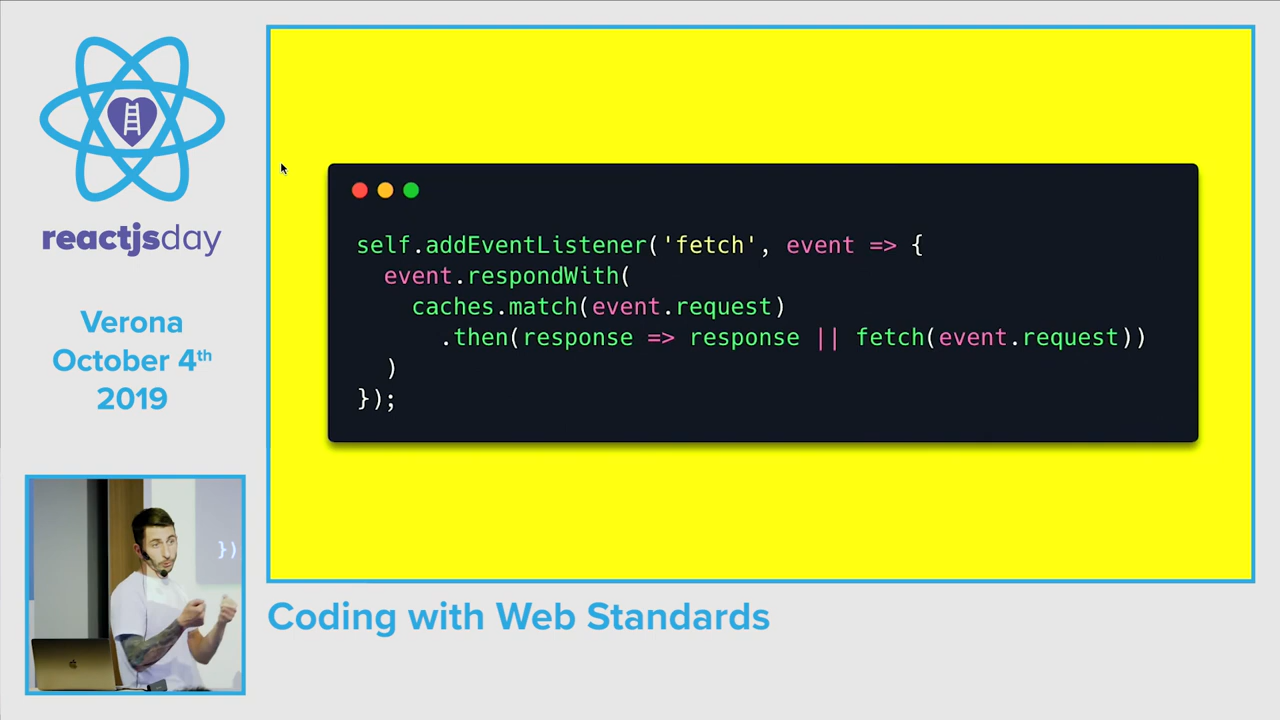 reactjsday
Verona
October 4th
2019
self.addEventListener('fetch', event => {
  event.respondWith(
    caches.match(event.request)
      .then(response => response || fetch(event.request))
  )
});
})
Coding with Web Standards